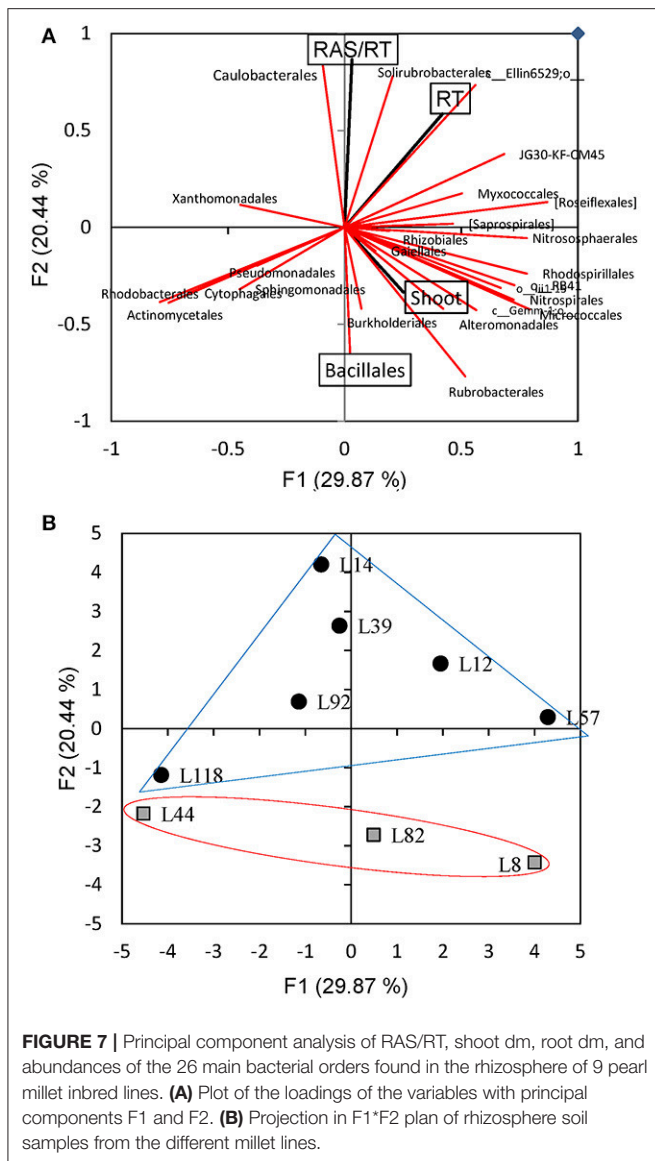 A
1
RAS/RT
Caulobacterales
Solirubrobacterales
c__Ellin6529;o__
RT
0.5
JG30-KF-CM45
Xanthomonadales
Myxococcales
[Roseiflexales]
F2 (20.44 %)
0
[Saprospirales]
Rhizobiales
Nitrososphaerales
Gaiellales
Pseudomonadales
Rhodospirillales
Rhodobacterales
Cytophagales
Sphingomonadales
RB41
Shoot
Nitrospirales
Actinomycetales
c__Gemm-1;o__
Micrococcales
-0.5
Burkholderiales
Alteromonadales
Bacillales
Rubrobacterales
-1
-1
-0.5
0
0.5
1
F1 (29.87 %)
B
5
4
L14
3
L39
2
L12
1
L92
L57
F2 (20.44 %)
0
-1
L118
-2
L44
L82
-3
L8
-4
-5
-5 -4 -3 -2 -1 0 1 2 3 4 5
F1 (29.87 %)
FIGURE 7 | Principal component analysis of RAS/RT, shoot dm, root dm, and
abundances of the 26 main bacterial orders found in the rhizosphere of 9 pearl
millet inbred lines. (A) Plot of the loadings of the variables with principal
components F1 and F2. (B) Projection in F1*F2 plan of rhizosphere soil
samples from the different millet lines.